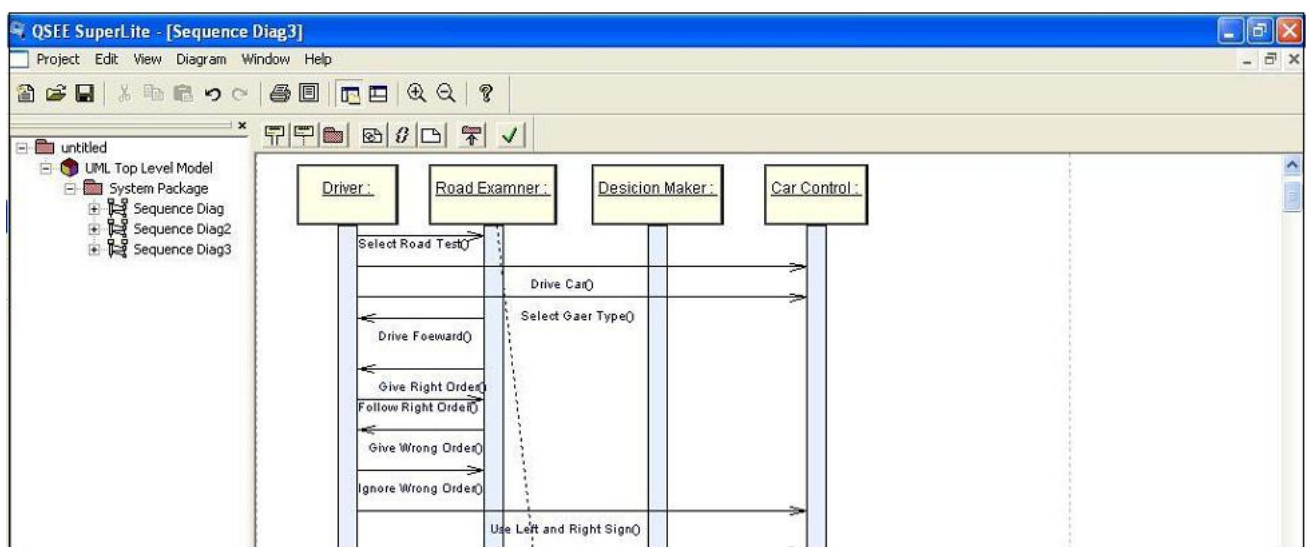 QSEE SuperLite - [Sequence Diag3]
Project Edit View Diagram Window Help
untitled
UML Top Level Model
System Package
Sequence Diag
Sequence Diag2
Sequence Diag3
Driver : Road Examner : Desicion Maker : Car Control :
Select Road Test()
Drive Car()
Select Gaer Type()
Drive Foeward()
Give Right Order()
Follow Right Order()
Give Wrong Order()
Ignore Wrong Order()
Use Left and Right Sign()